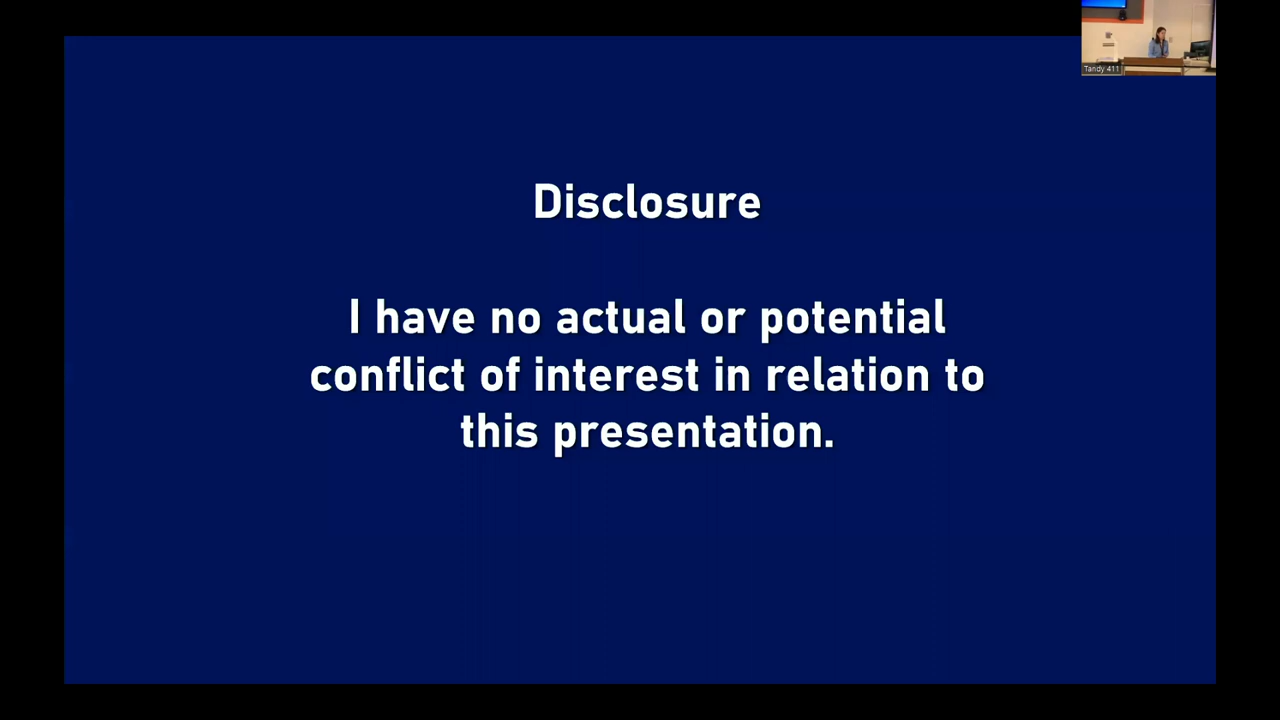 Tandy 411
Disclosure
I have no actual or potential
conflict of interest in relation to
this presentation.